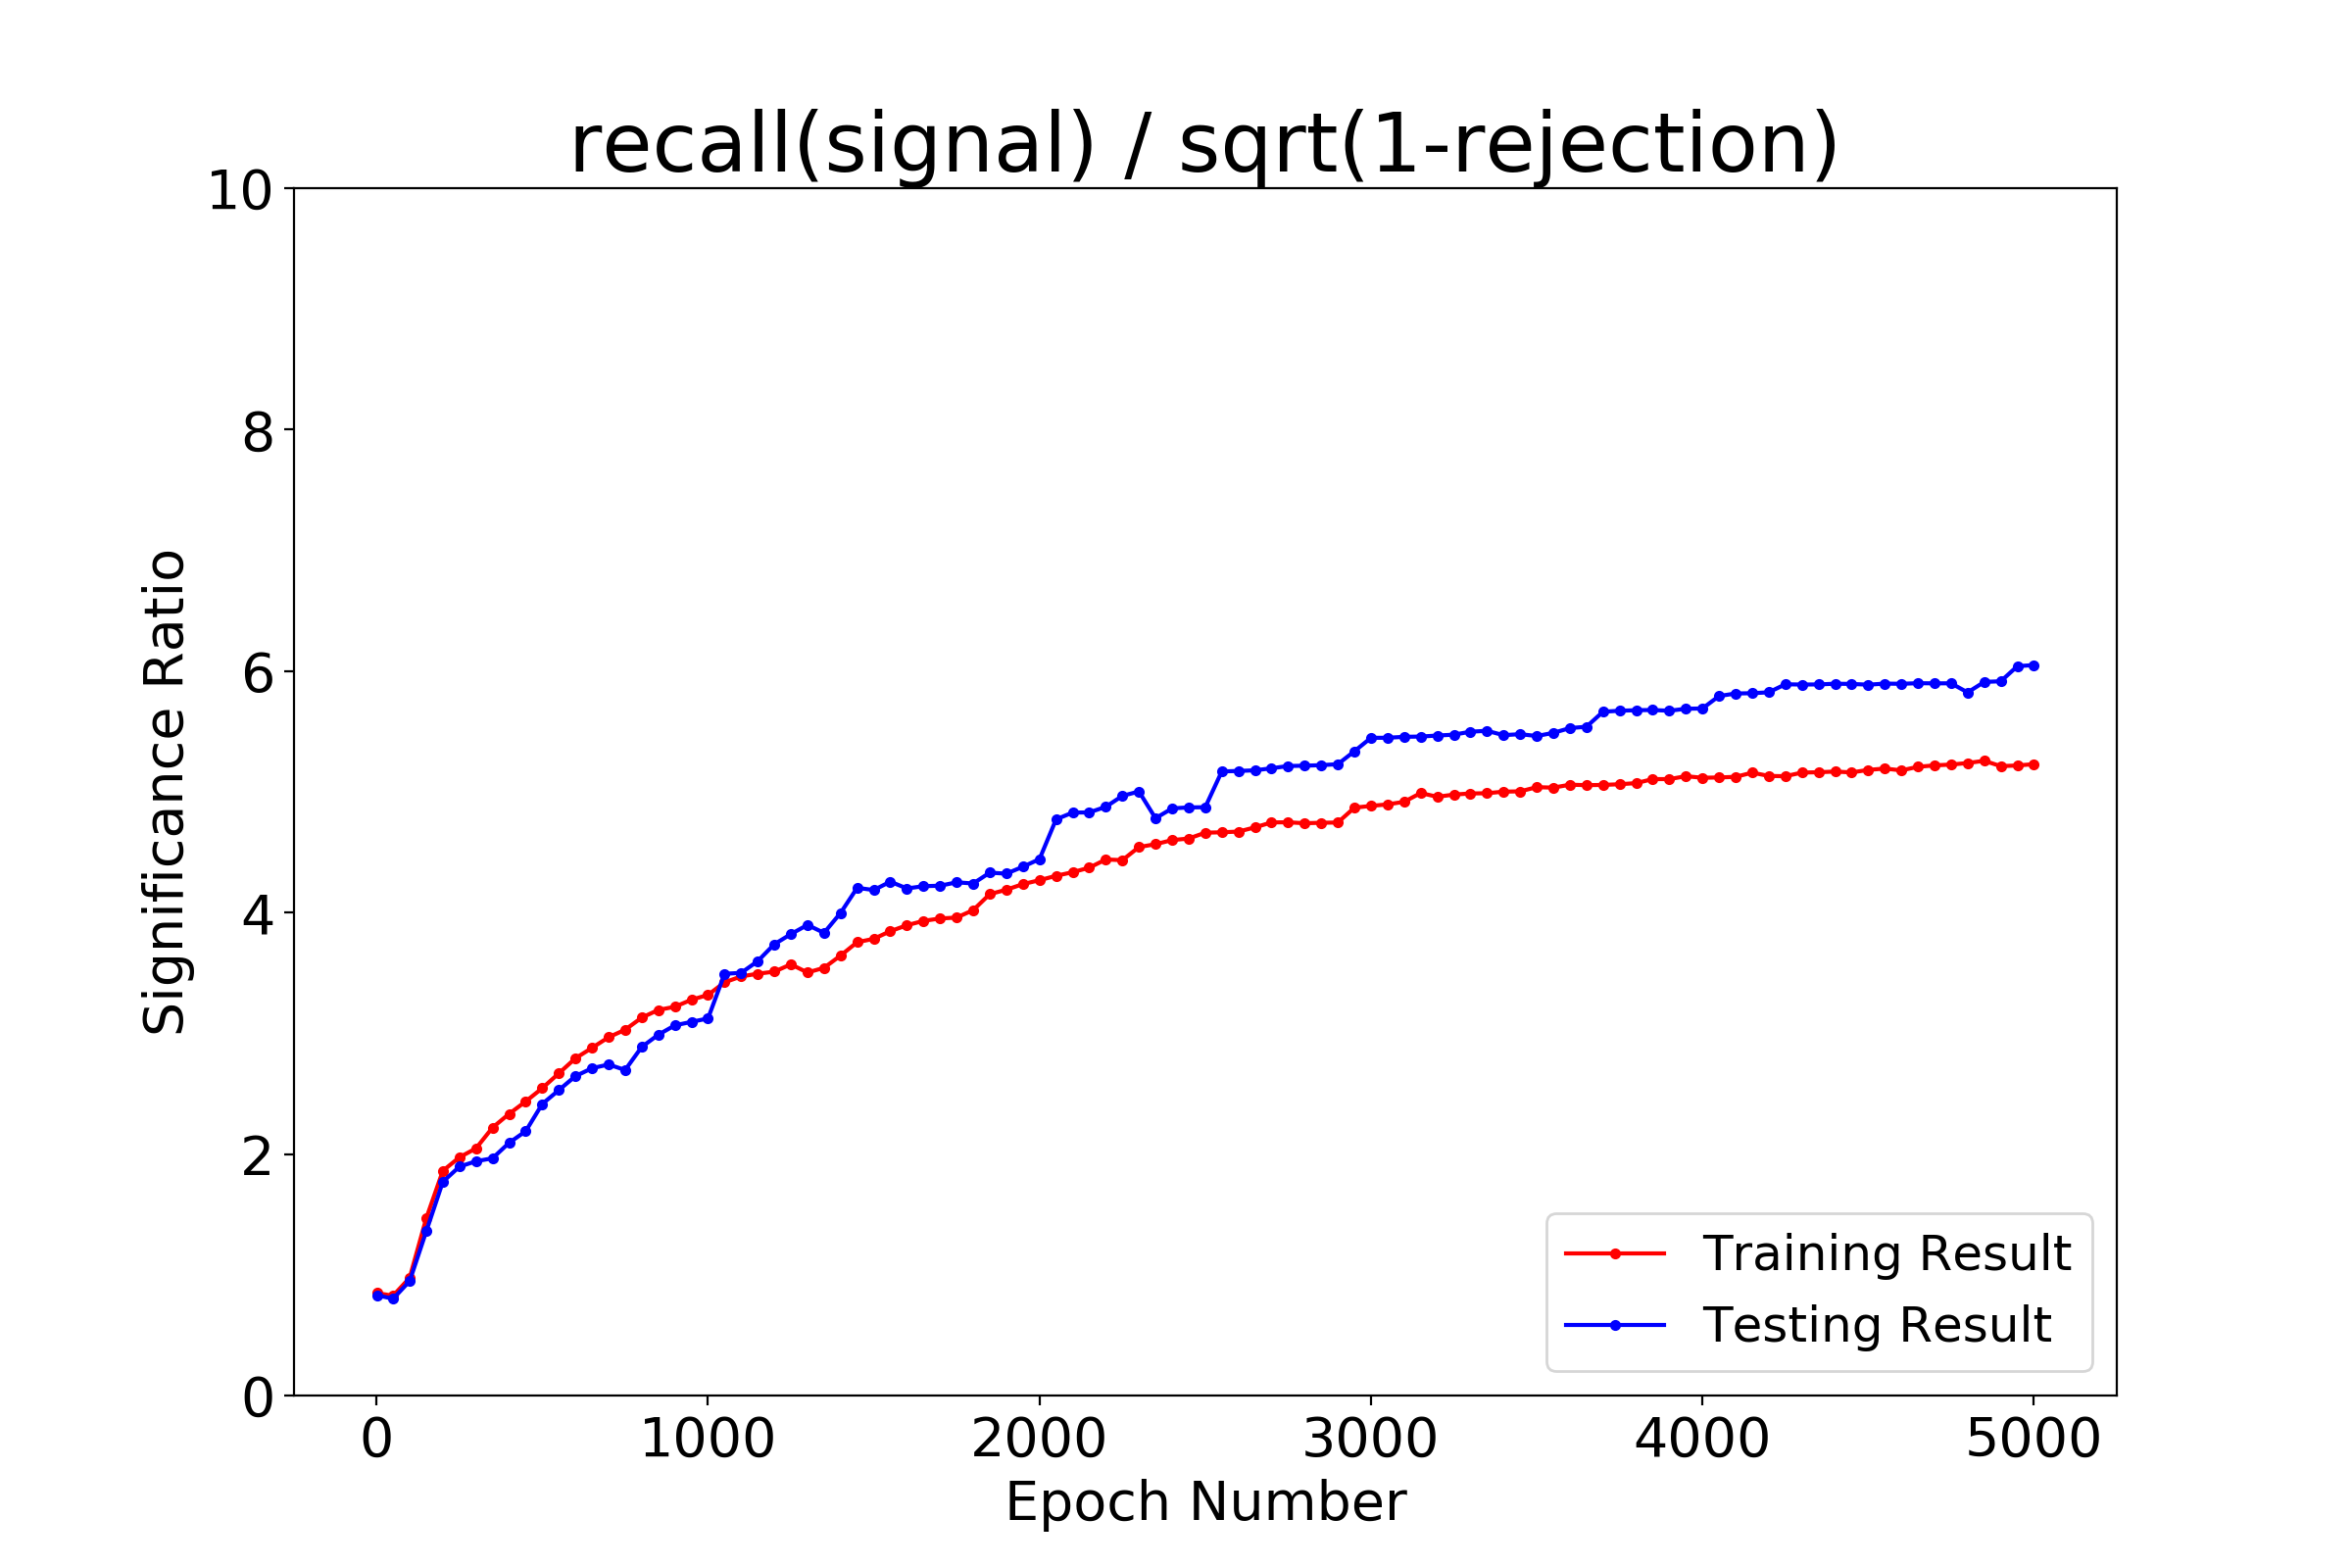 recall(signal) / sqrt(1-rejection)
10
8
6
4
2
0
Significance Ratio
0 1000 2000 3000 4000 5000
Epoch Number
Training Result
Testing Result